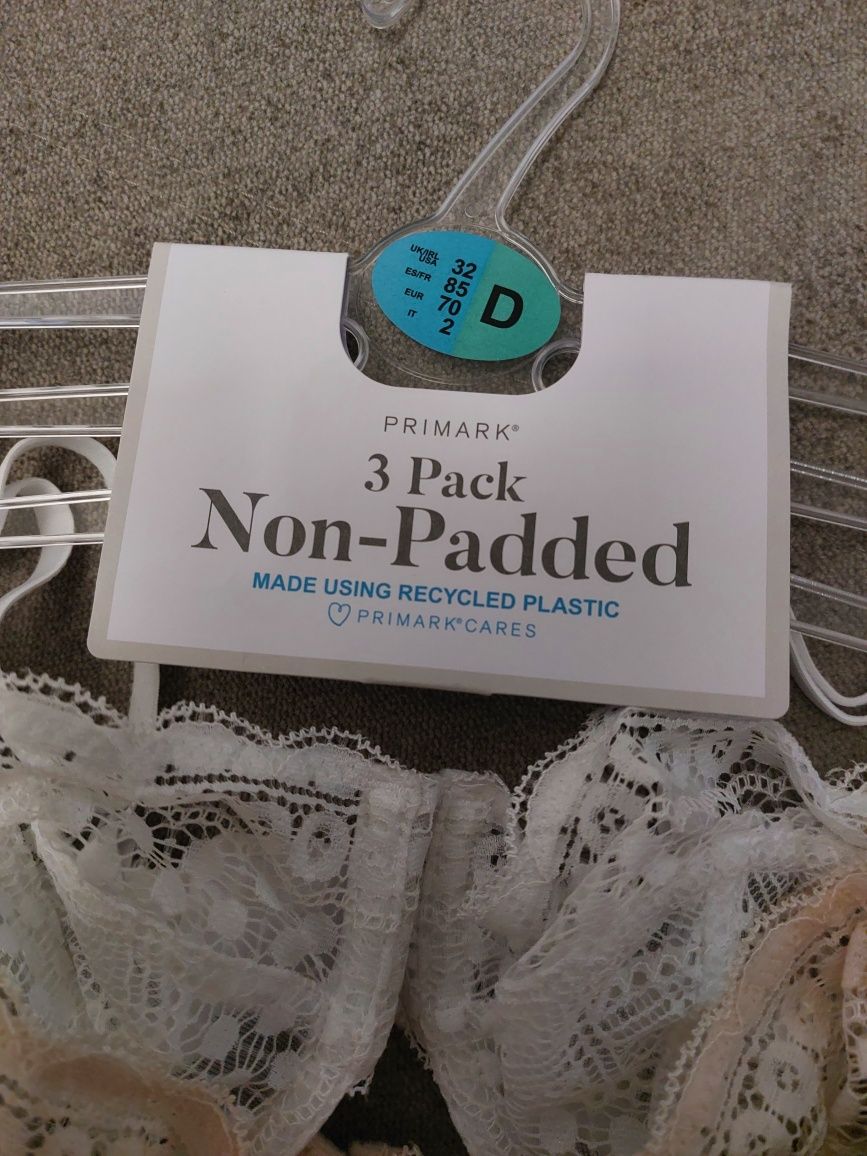 UK/IRL
USA 32
ES/FR 85
EUR 70
IT 2
D
PRIMARK®
3 Pack
Non-Padded
MADE USING RECYCLED PLASTIC
PRIMARK®CARES